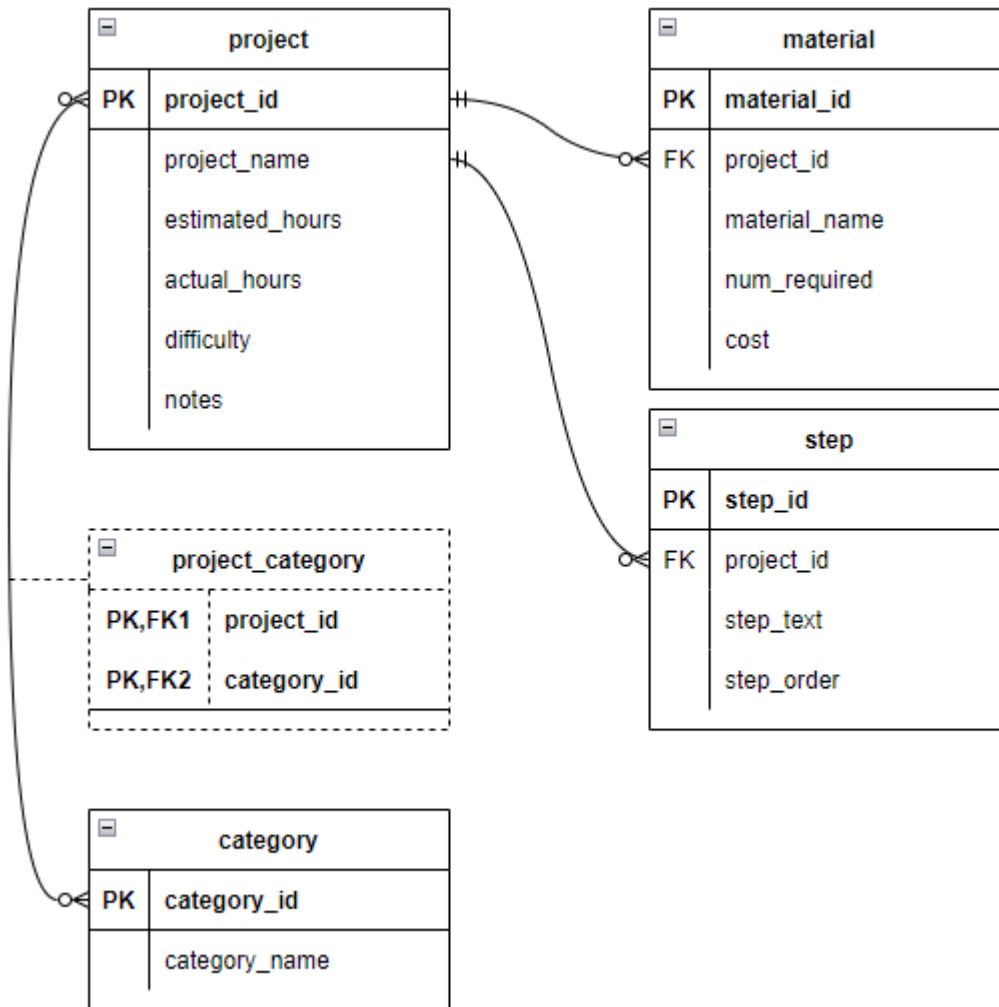 project
PK project_id
project_name
estimated_hours
actual_hours
difficulty
notes
material
PK material_id
FK project_id
material_name
num_required
cost
step
PK step_id
FK project_id
step_text
step_order
project_category
PK,FK1 project_id
PK,FK2 category_id
category
PK category_id
category_name